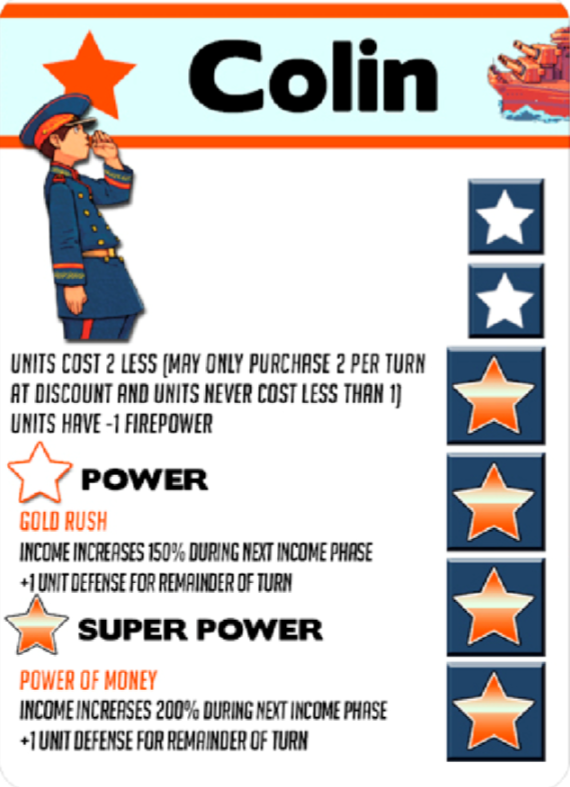 Colin
UNITS COST 2 LESS (MAY ONLY PURCHASE 2 PER TURN
AT DISCOUNT AND UNITS NEVER COST LESS THAN 1)
UNITS HAVE -1 FIREPOWER
POWER
GOLD RUSH
INCOME INCREASES 150% DURING NEXT INCOME PHASE
+1 UNIT DEFENSE FOR REMAINDER OF TURN
SUPER POWER
POWER OF MONEY
INCOME INCREASES 200% DURING NEXT INCOME PHASE
+1 UNIT DEFENSE FOR REMAINDER OF TURN